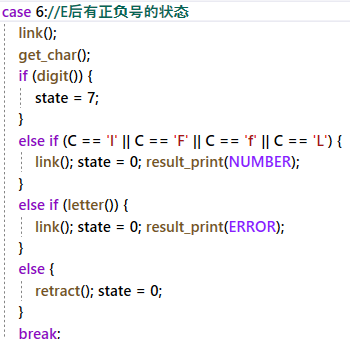 case 6://E后有正负号的状态
link();
get_char();
if (digit()) {
state = 7;
}
else if (C == 'l' || C == 'F' || C == 'f' || C == 'L') {
link(); state = 0; result_print(NUMBER);
}
else if (letter()) {
link(); state = 0; result_print(ERROR);
}
else {
retract(); state = 0;
}
break;